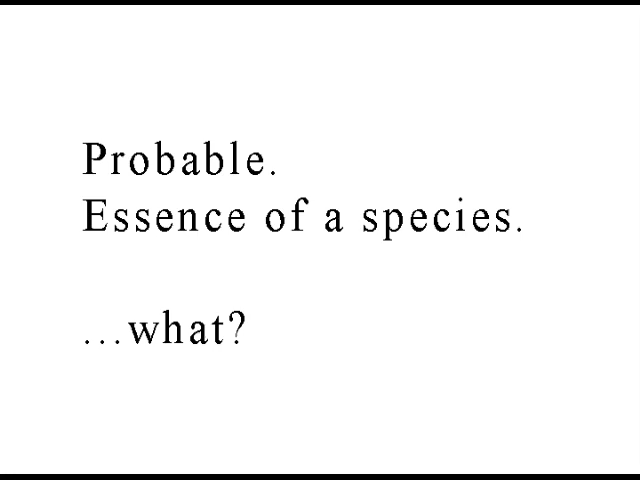 Probable.
Essence of a species.
...what?